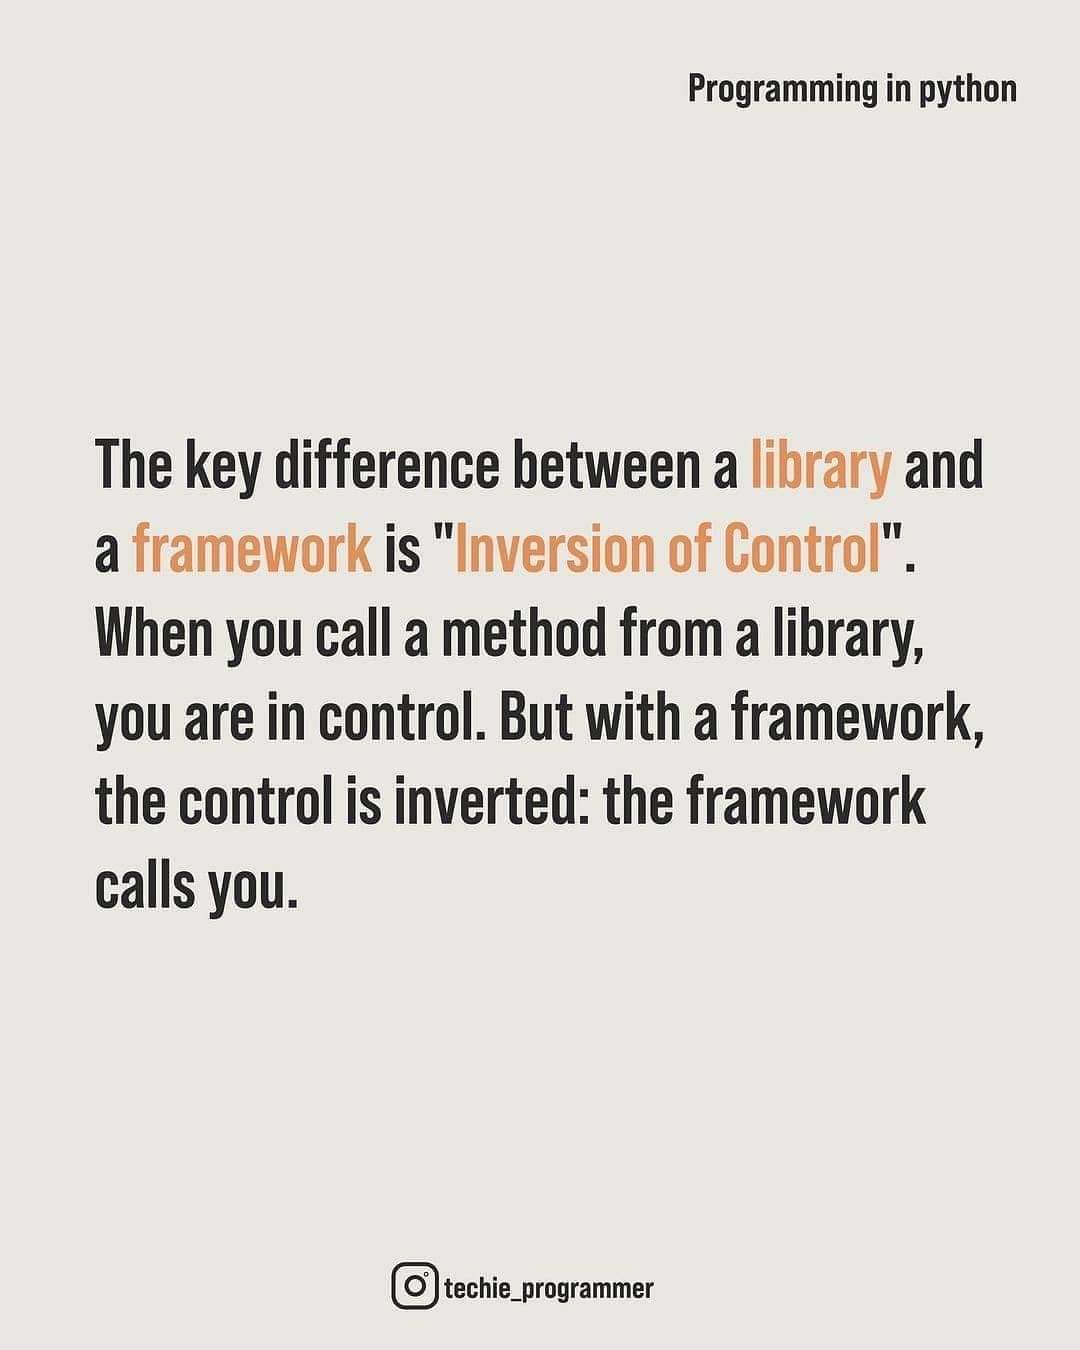 Programming in python
The key difference between a library and
a framework is "Inversion of Control".
When you call a method from a library,
you are in control. But with a framework,
the control is inverted: the framework
calls you.
techie_programmer